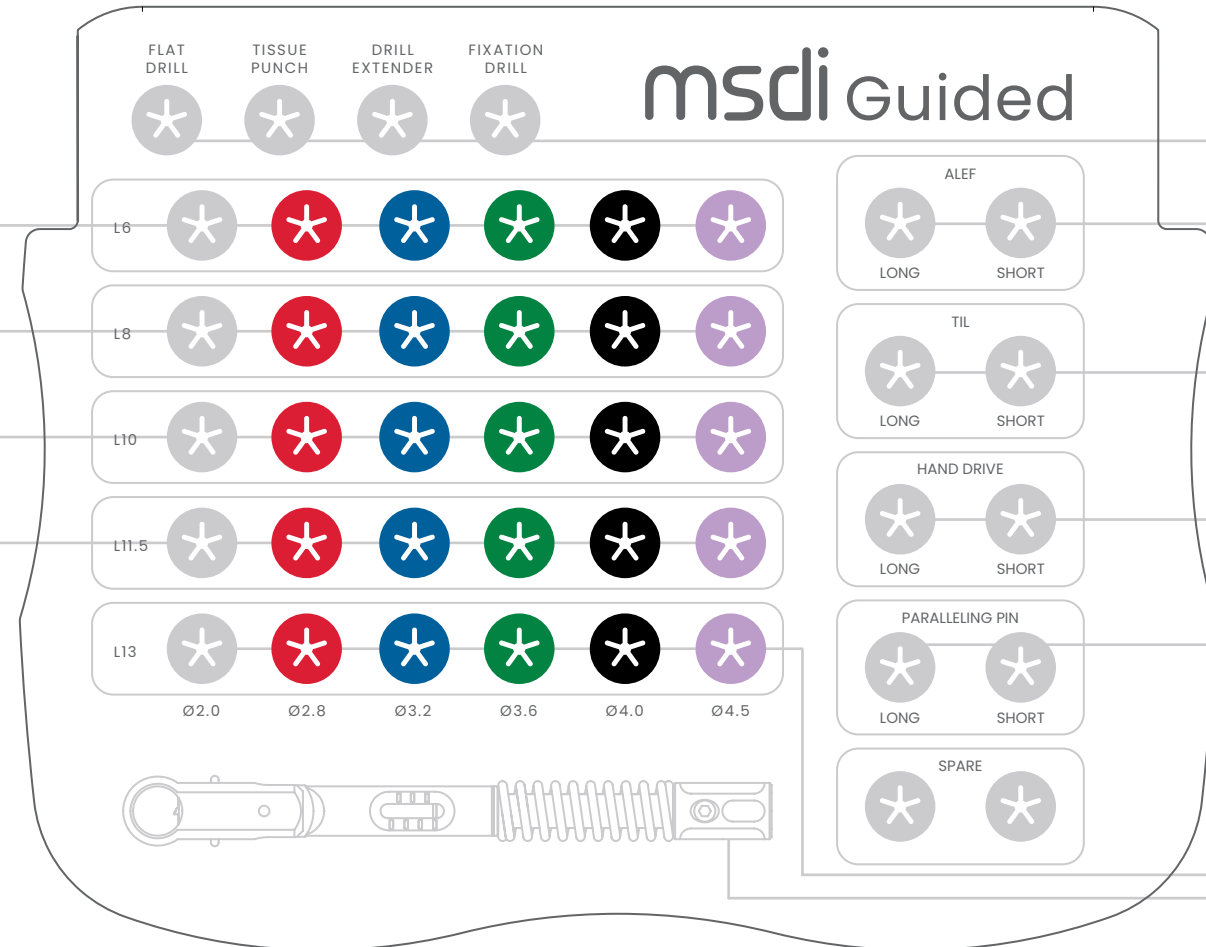 FLAT
DRILL
TISSUE
PUNCH
DRILL
EXTENDER
FIXATION
DRILL
msdi Guided
L6
L8
L10
L11.5
L13
Ø2.0 Ø2.8 Ø3.2 Ø3.6 Ø4.0 Ø4.5
ALEF
LONG SHORT
TIL
LONG SHORT
HAND DRIVE
LONG SHORT
PARALLELING PIN
LONG SHORT
SPARE